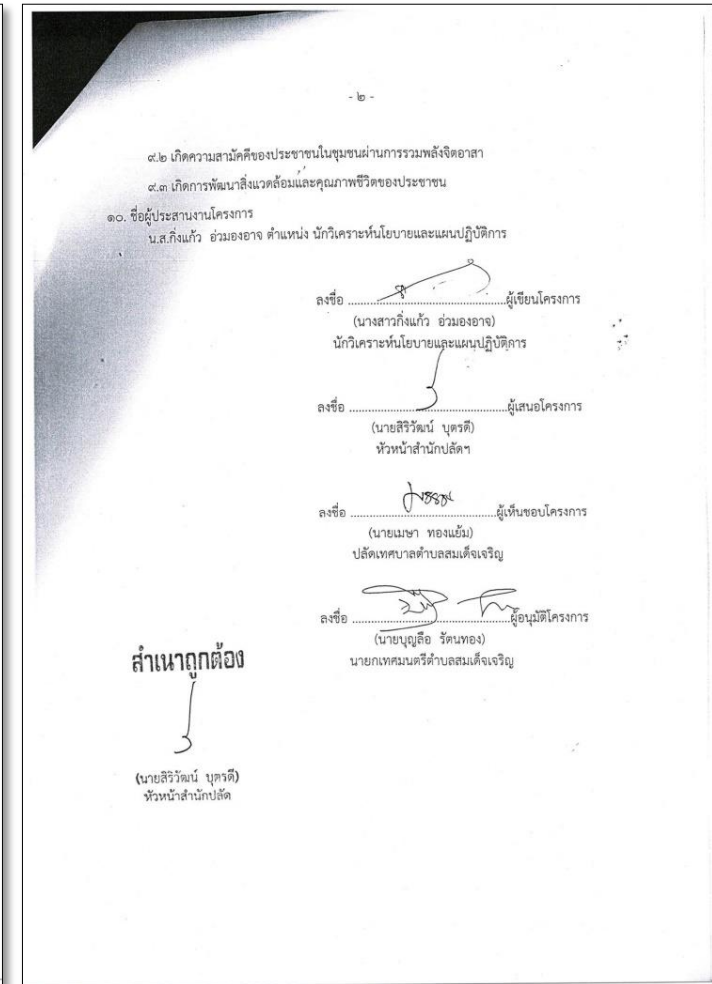 - ๒ -
๙.๒ เกิดความสามัคคีของประชาชนในชุมชนผ่านการรวมพลังจิตอาสา
๙.๓ เกิดการพัฒนาสิ่งแวดล้อมและคุณภาพชีวิตของประชาชน
๑๐. ชื่อผู้ประสานงานโครงการ
น.ส.กิ่งแก้ว อ่วมองอาจ ตำแหน่ง นักวิเคราะห์นโยบายและแผนปฏิบัติการ
ลงชื่อ ........................................ผู้เขียนโครงการ
(นางสาวกิ่งแก้ว อ่วมองอาจ)
นักวิเคราะห์นโยบายและแผนปฏิบัติการ
ลงชื่อ ........................................ผู้เสนอโครงการ
(นายสิริวัฒน์ บุตรดี)
หัวหน้าสำนักปลัดฯ
ลงชื่อ ........................................ผู้เห็นชอบโครงการ
(นายเมษา ทองแย้ม)
ปลัดเทศบาลตำบลสมเด็จเจริญ
ลงชื่อ ........................................ผู้อนุมัติโครงการ
(นายบุญลือ รัตนทอง)
นายกเทศมนตรีตำบลสมเด็จเจริญ
สำเนาถูกต้อง
(นายสิริวัฒน์ บุตรดี)
หัวหน้าสำนักปลัด